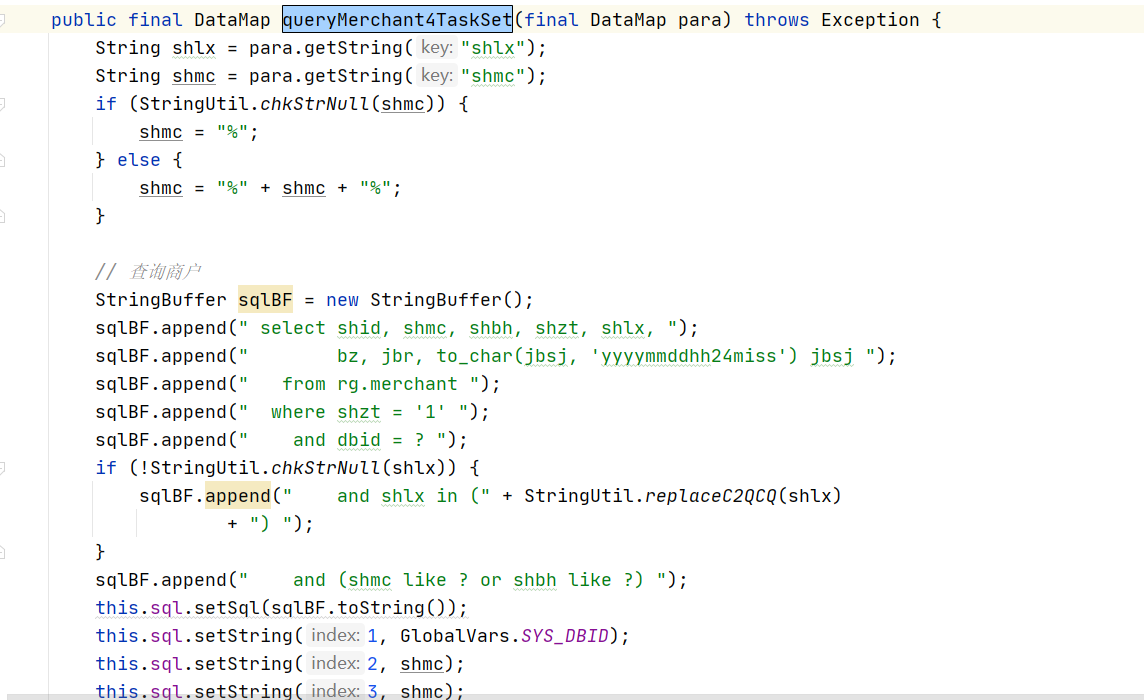 public final DataMap queryMerchant4TaskSet(final DataMap para) throws Exception {
String shlx = para.getString( key: "shlx");
String shmc = para.getString( key: "shmc");
if (StringUtil.chkStrNull(shmc)) {
shmc = "%";
} else {
shmc = "%" + shmc + "%";
}
// 查询商户
StringBuffer sqlBF = new StringBuffer();
sqlBF.append(" select shid, shmc, shbh, shzt, shlx, ");
sqlBF.append("        bz, jbr, to_char(jbsj, 'yyyymmddhh24miss') jbsj ");
sqlBF.append("   from rg.merchant ");
sqlBF.append("  where shzt = '1' ");
sqlBF.append("    and dbid = ? ");
if (!StringUtil.chkStrNull(shlx)) {
sqlBF.append("    and shlx in (" + StringUtil.replaceC2QCQ(shlx)
+ ") ");
}
sqlBF.append("    and (shmc like ? or shbh like ?) ");
this.sql.setSql(sqlBF.toString());
this.sql.setString( index: 1, GlobalVars.SYS_DBID);
this.sql.setString( index: 2, shmc);
this.sql.setString( index: 3, shmc);